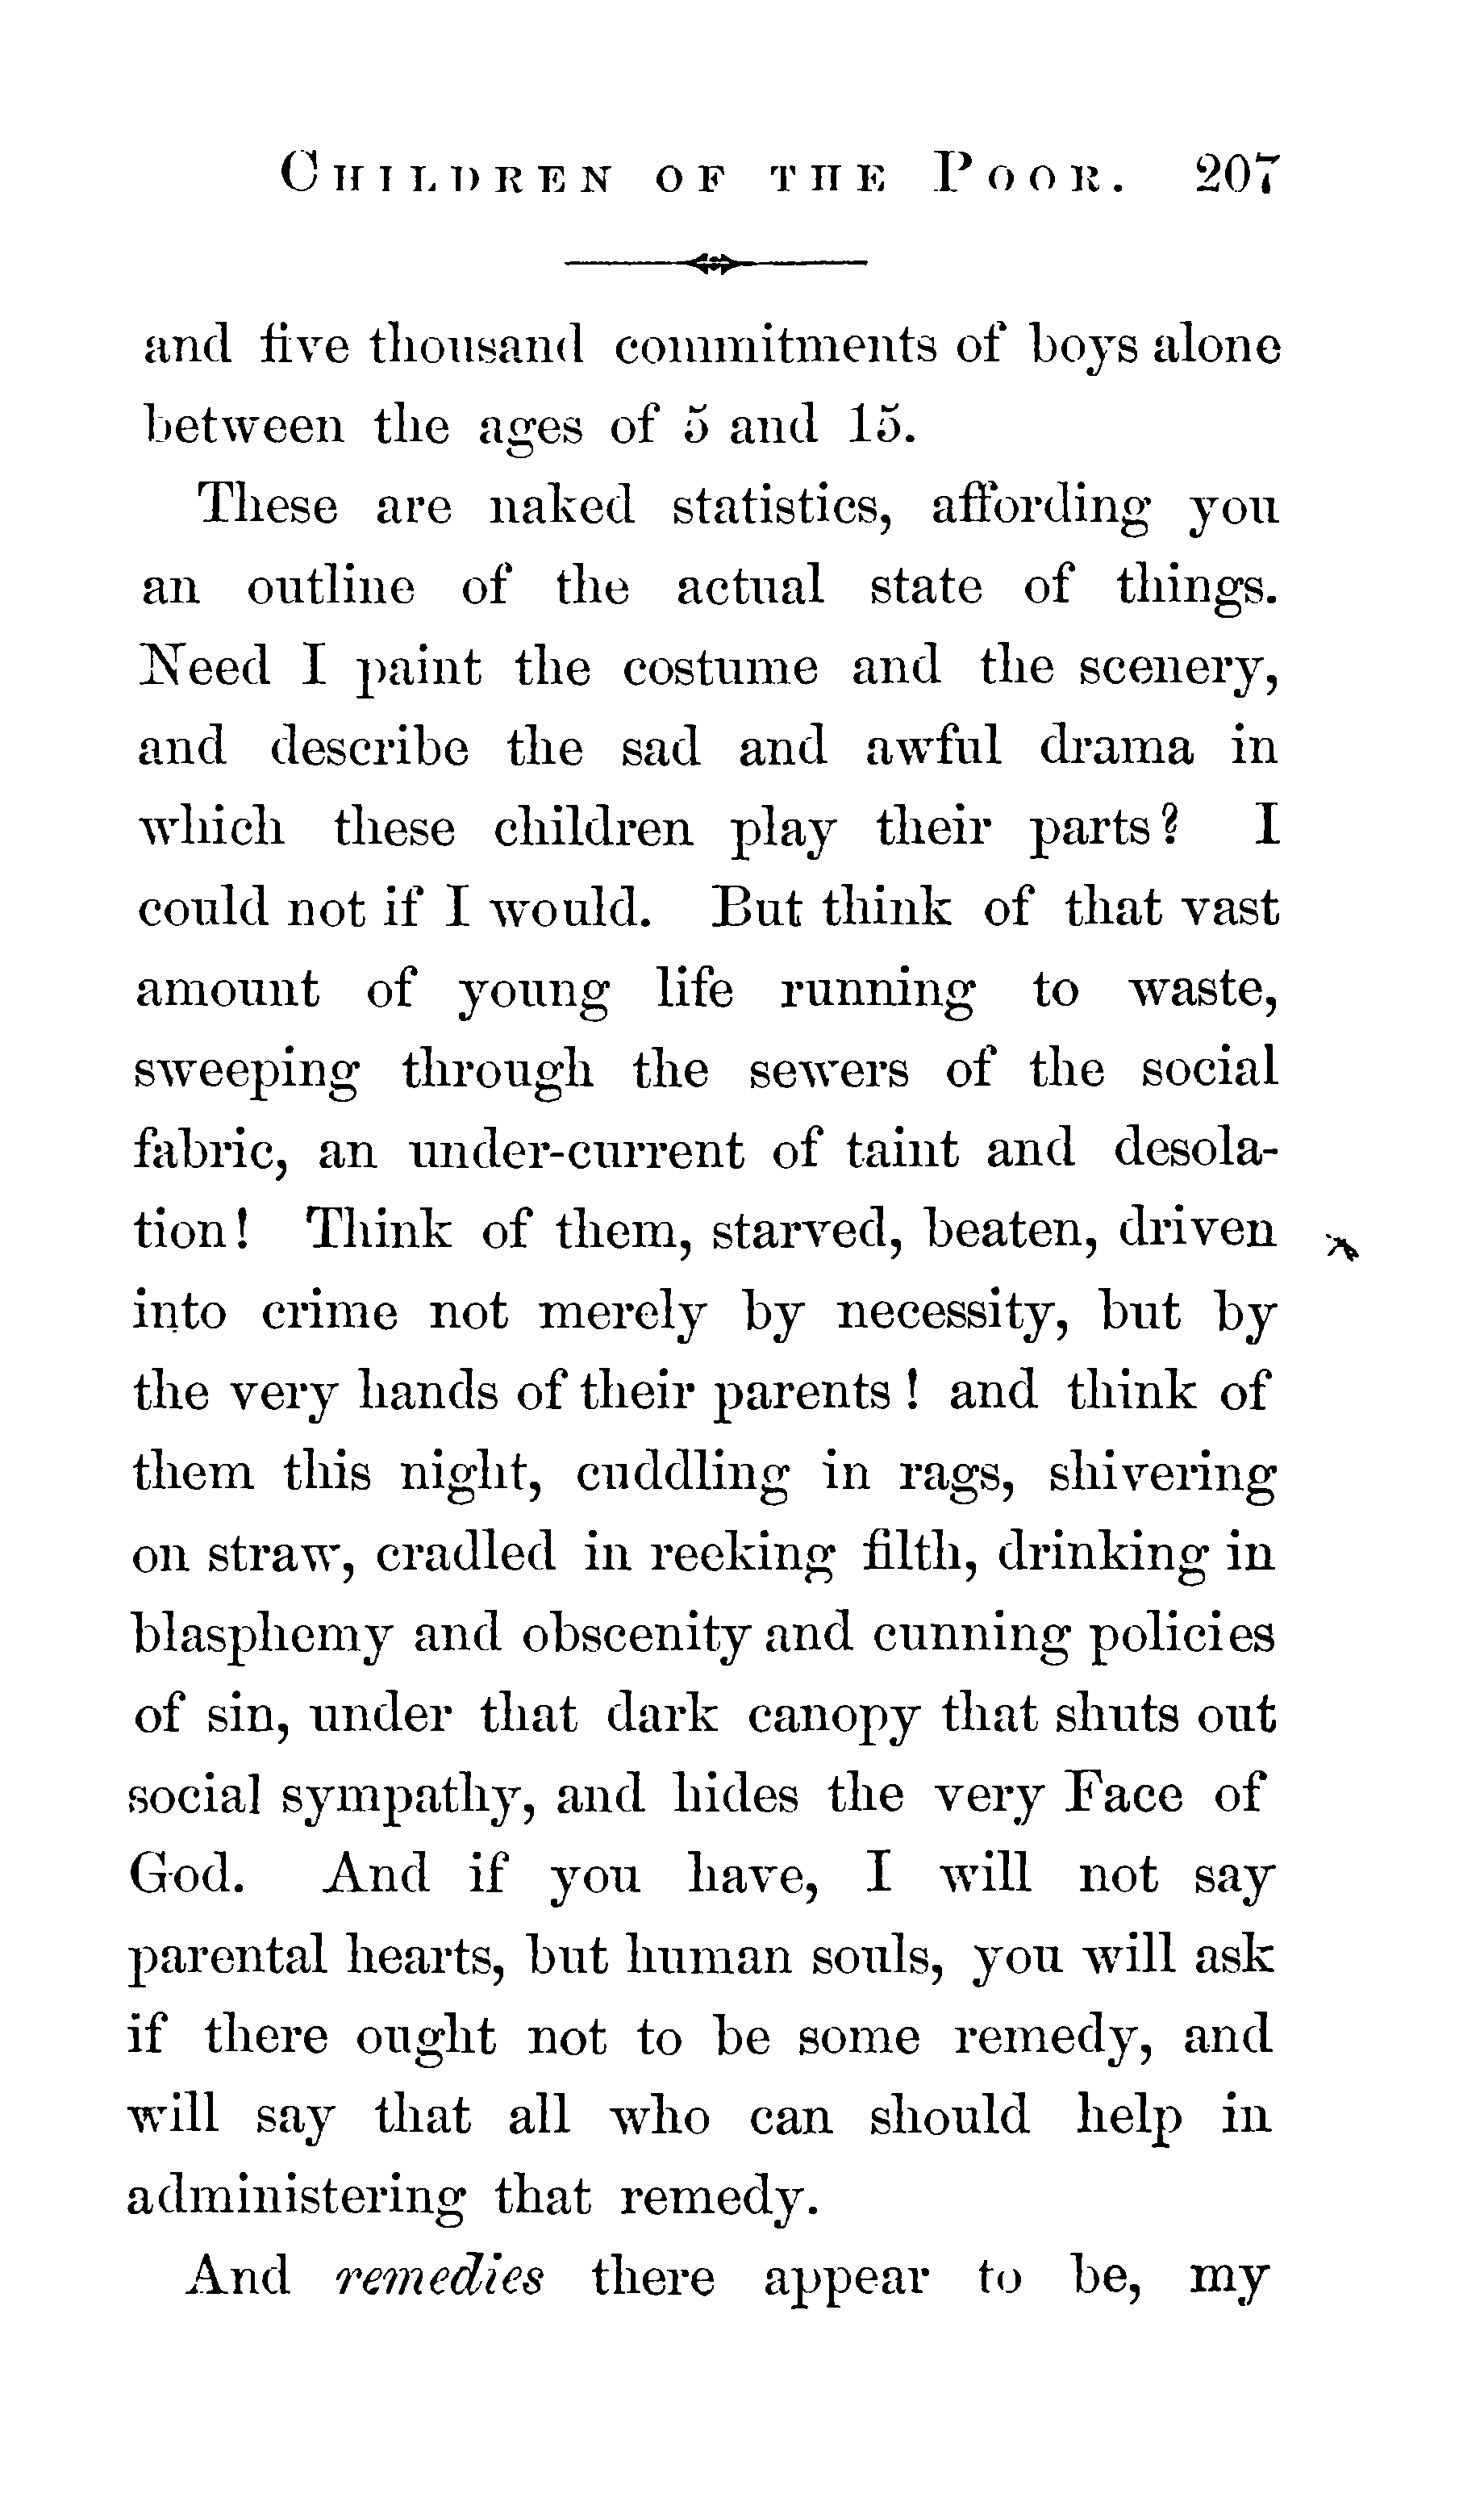 Children of the Poor. 207
and five thousand commitments of boys alone
between the ages of 5 and 15.
These are naked statistics, affording you
an outline of the actual state of things.
Need I paint the costume and the scenery,
and describe the sad and awful drama in
which these children play their parts? I
could not if I would. But think of that vast
amount of young life running to waste,
sweeping through the sewers of the social
fabric, an under-current of taint and desola-
tion! Think of them, starved, beaten, driven
into crime not merely by necessity, but by
the very hands of their parents! and think of
them this night, cuddling in rags, shivering
on straw, cradled in reeking filth, drinking in
blasphemy and obscenity and cunning policies
of sin, under that dark canopy that shuts out
social sympathy, and hides the very Face of
God. And if you have, I will not say
parental hearts, but human souls, you will ask
if there ought not to be some remedy, and
will say that all who can should help in
administering that remedy.
And remedies there appear to be, my